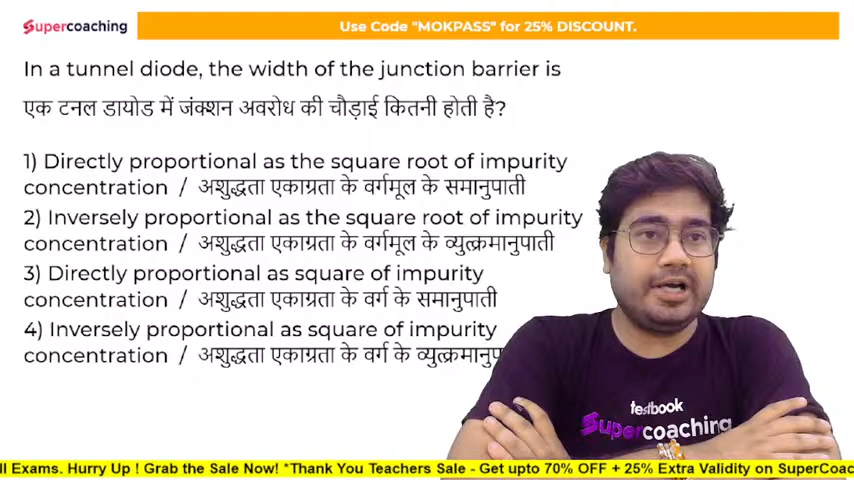 Supercoaching
Use Code "MOKPASS" for 25% DISCOUNT.
In a tunnel diode, the width of the junction barrier is
एक टनल डायोड में जंक्शन अवरोध की चौड़ाई कितनी होती है?
1) Directly proportional as the square root of impurity
concentration / अशुद्धता एकाग्रता के वर्गमूल के समानुपाती
2) Inversely proportional as the square root of impurity
concentration / अशुद्धता एकाग्रता के वर्गमूल के व्युत्क्रमानुपाती
3) Directly proportional as square of impurity
concentration / अशुद्धता एकाग्रता के वर्ग के समानुपाती
4) Inversely proportional as square of impurity
concentration / अशुद्धता एकाग्रता के वर्ग के
testbook
Supercoaching
Exams. Hurry Up ! Grab the Sale Now! *Thank You Teachers Sale - Get upto 70% OFF + 25% Extra Validity on